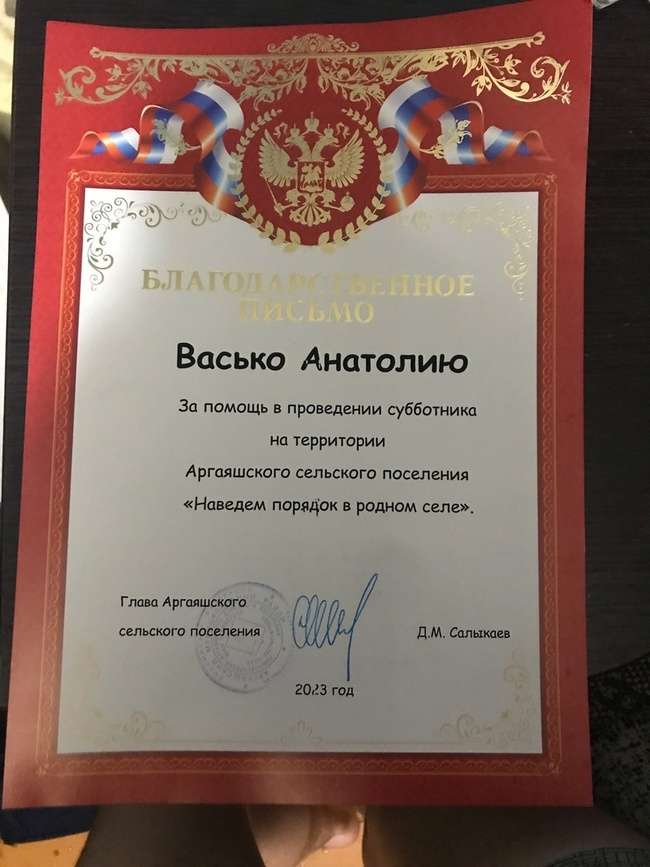 БЛАГОДАРСТВЕННОЕ
ПИСЬМО
Васько Анатолию
За помощь в проведении субботника
на территории
Аргаяшского сельского поселения
«Наведем порядок в родном селе».
Глава Аргаяшского
сельского поселения
Д.М. Салыкаев
2023 год